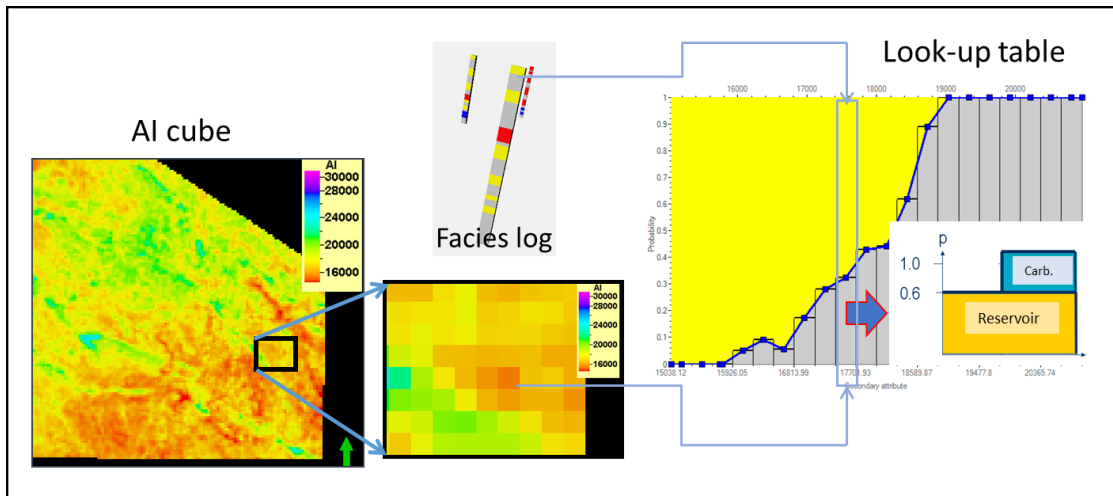 AI cube
AI
30000
28000
24000
20000
16000
Facies log
AI
30000
28000
24000
20000
16000
Look-up table
16000 17000 18000 19000 20000
1
0.9
0.8
0.7
0.6
0.5
0.4
0.3
0.2
0.1
0
Probability
15038.12 15926.05 16813.99 17701.93 18589.87 19477.8 20365.74
Secondary attribute
p
1.0
0.6
Carb.
Reservoir